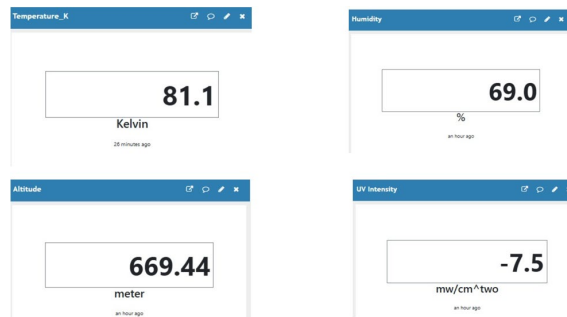 Temperature_K
81.1
Kelvin
26 minutes ago
Humidity
69.0
%
an hour ago
Altitude
669.44
meter
an hour ago
UV Intensity
-7.5
mw/cm^two
an hour ago